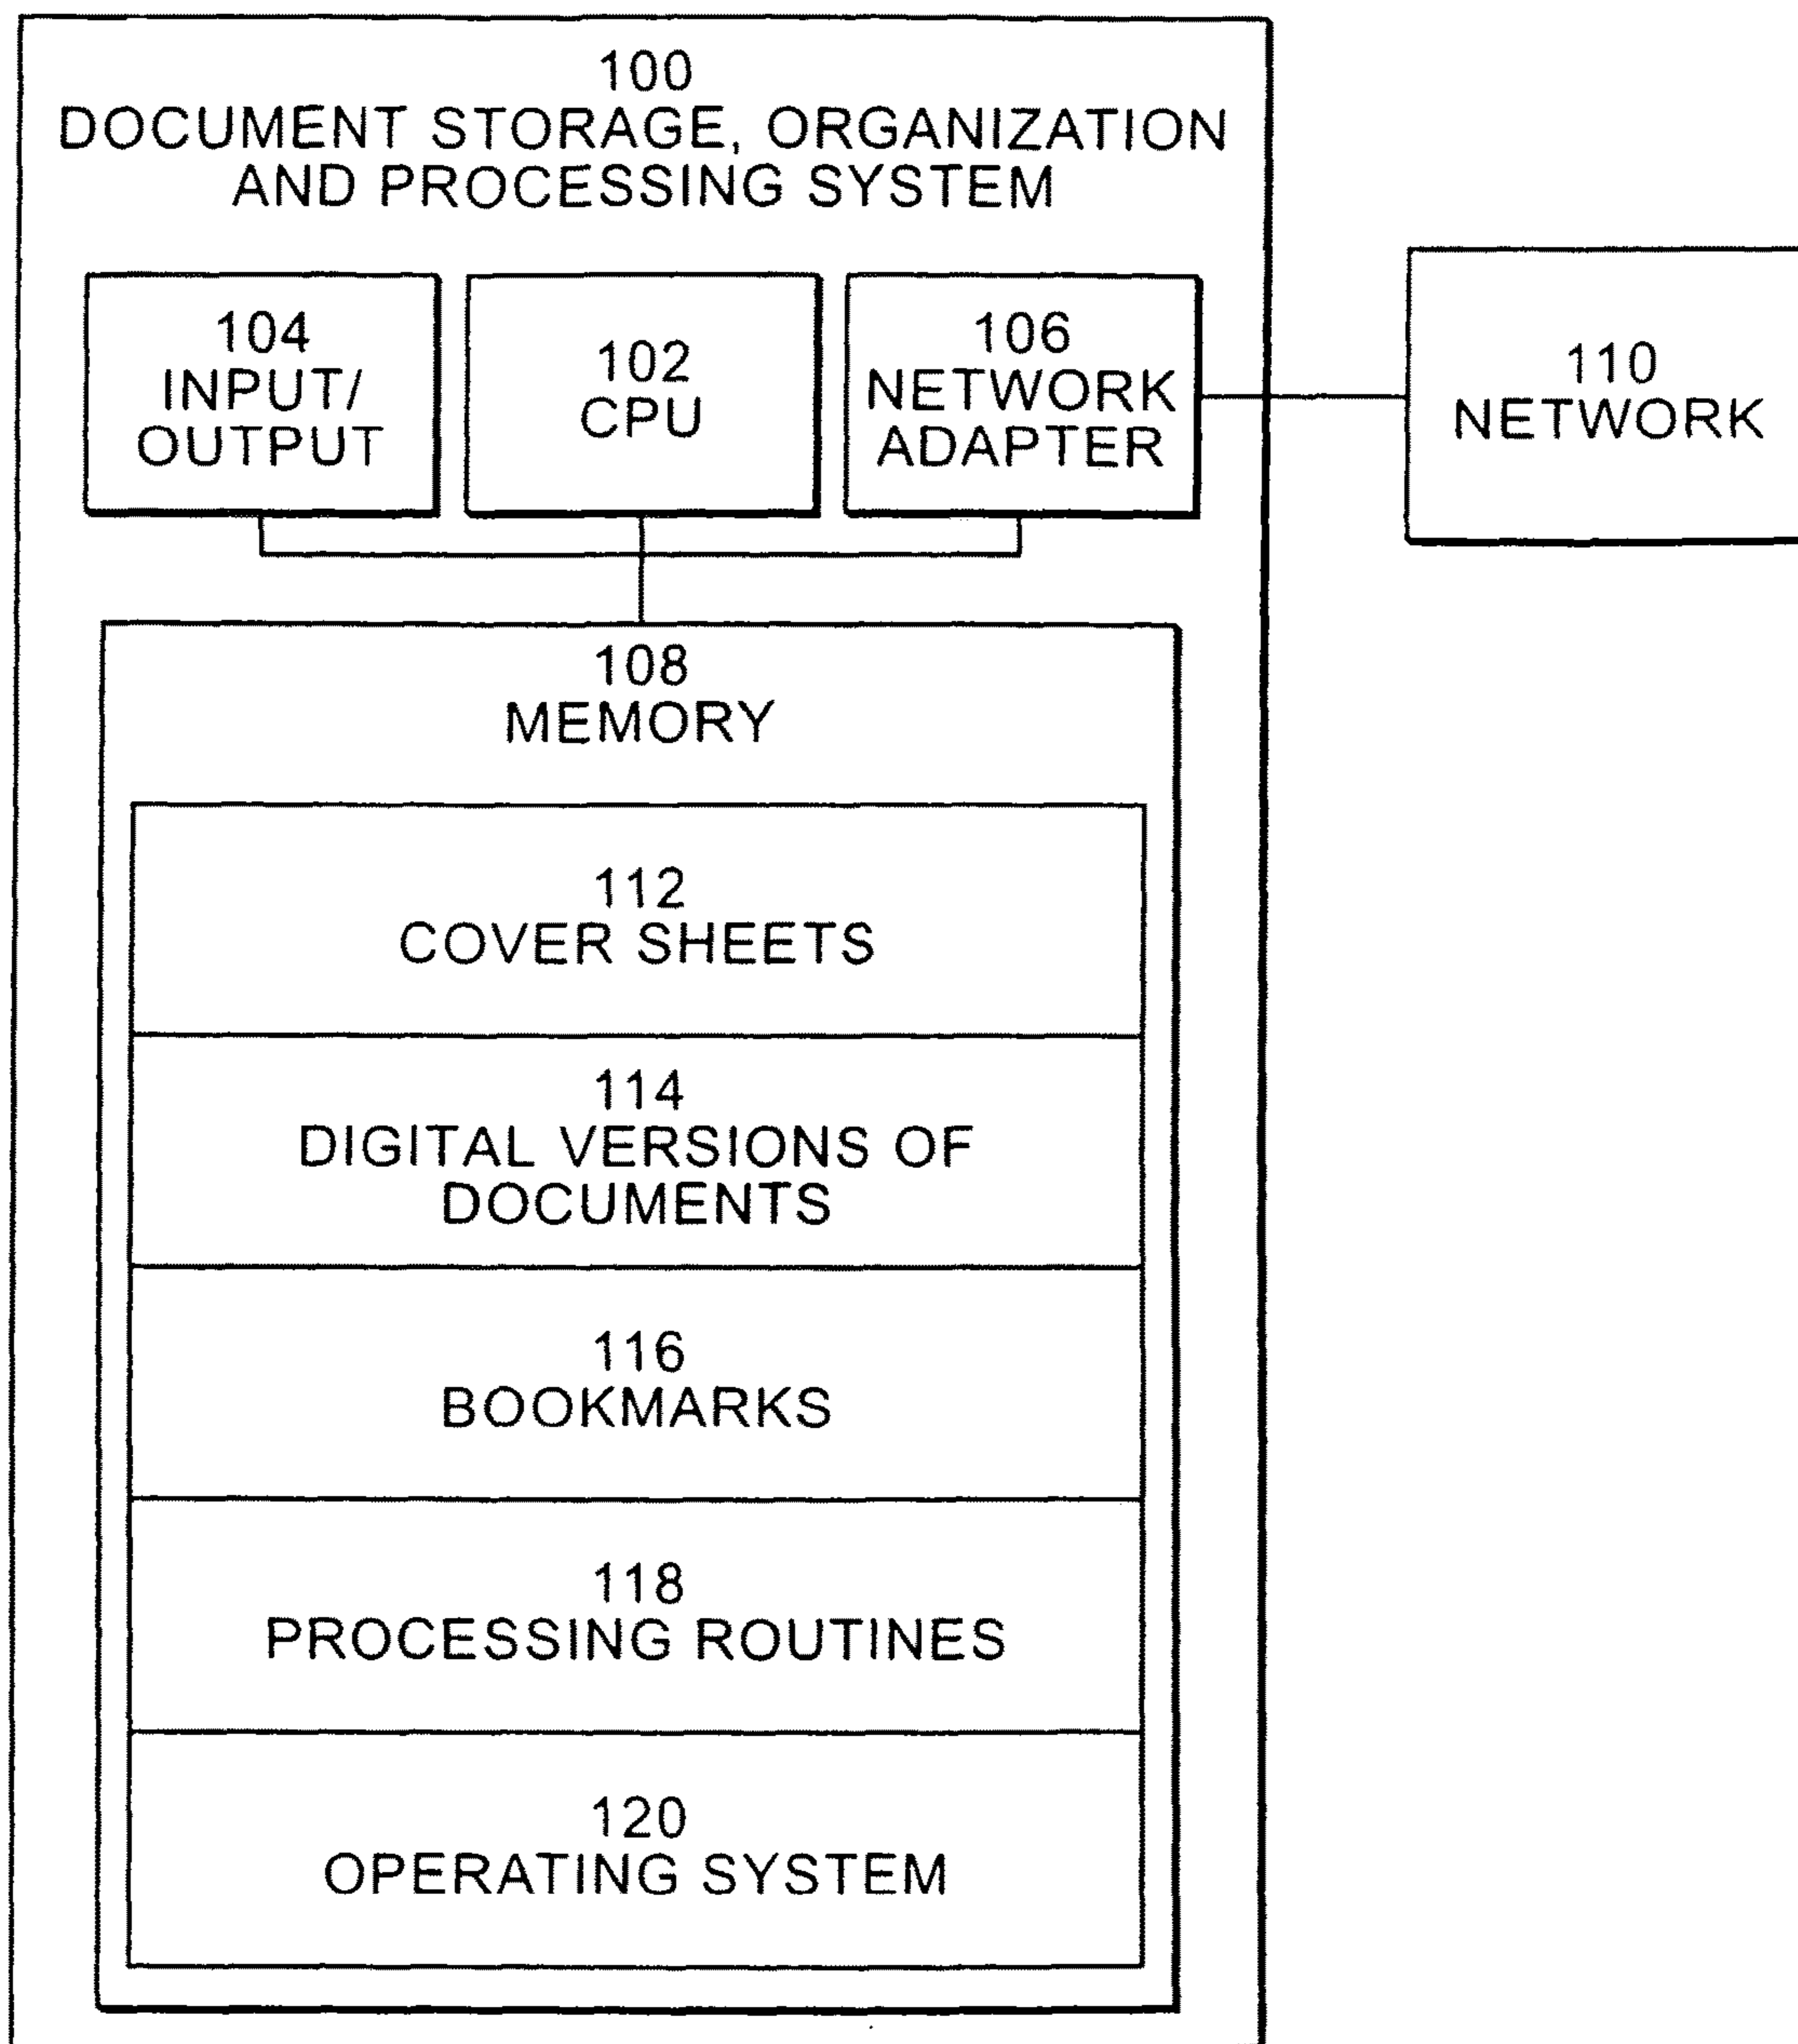 100
DOCUMENT STORAGE, ORGANIZATION
AND PROCESSING SYSTEM
104
INPUT/
OUTPUT
102
CPU
106
NETWORK
ADAPTER
110
NETWORK
108
MEMORY
112
COVER SHEETS
114
DIGITAL VERSIONS OF
DOCUMENTS
116
BOOKMARKS
118
PROCESSING ROUTINES
120
OPERATING SYSTEM